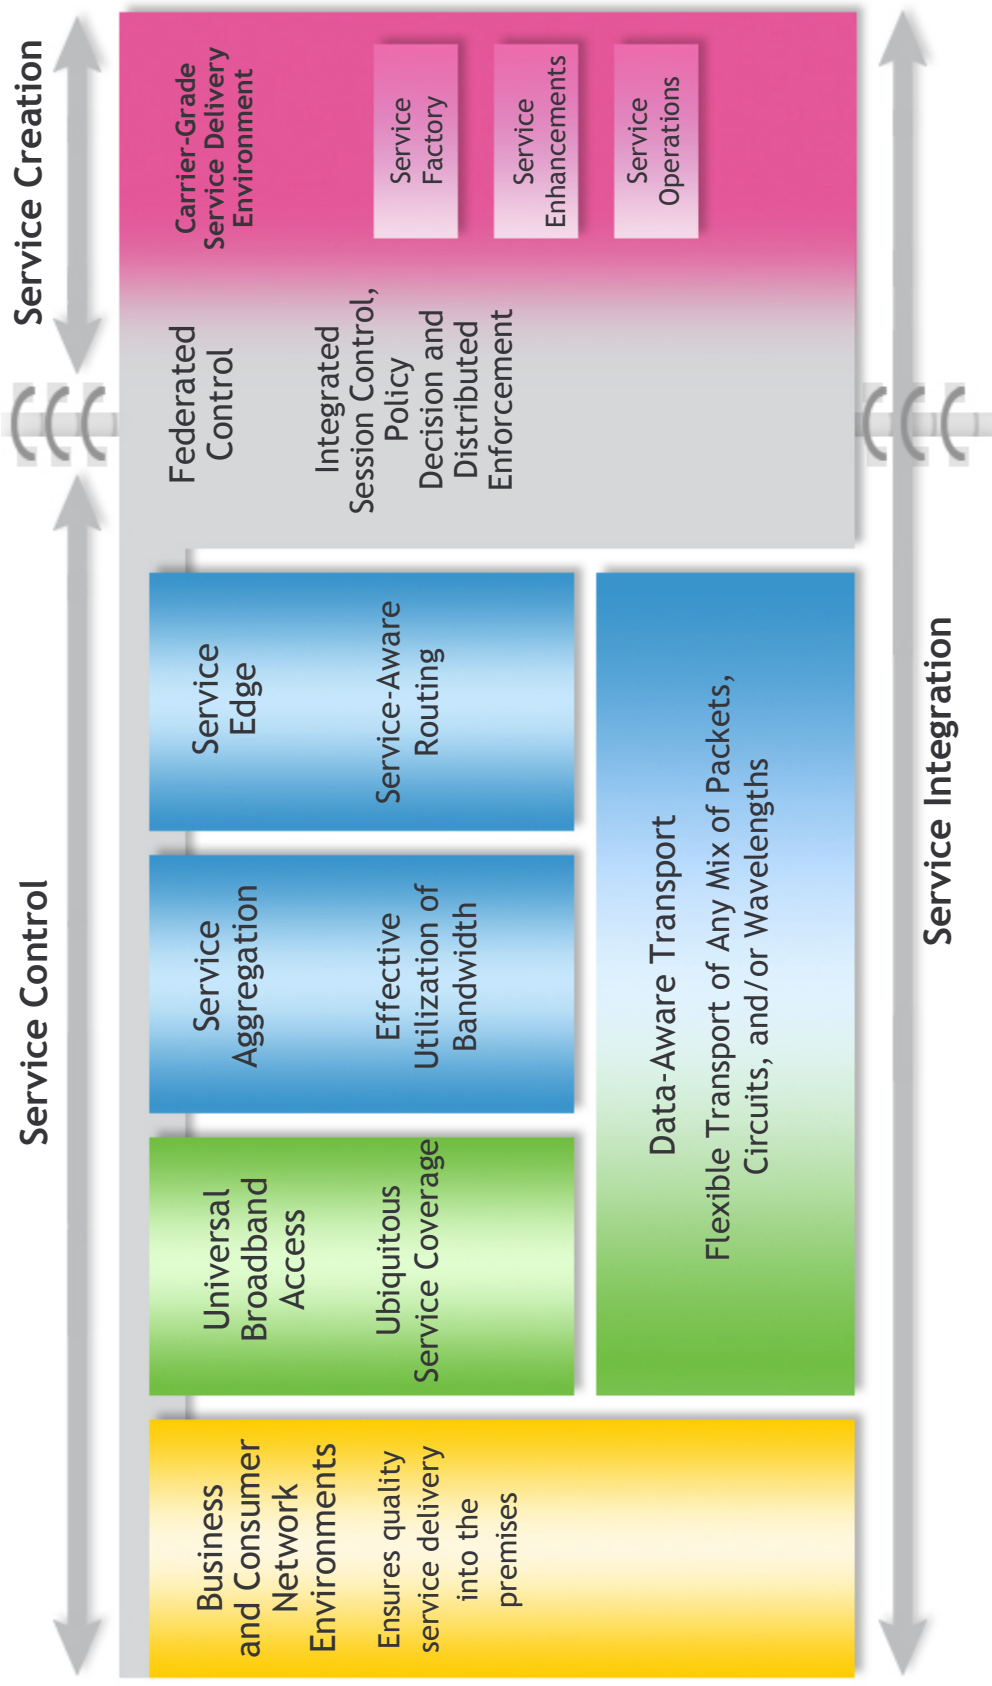 Service Control
Service Creation
Business
and Consumer
Network
Environments
Ensures quality
service delivery
into the
premises
Universal
Broadband
Access
Ubiquitous
Service Coverage
Service
Aggregation
Effective
Utilization of
Bandwidth
Service
Edge
Service-Aware
Routing
Data-Aware Transport
Flexible Transport of Any Mix of Packets,
Circuits, and/or Wavelengths
Federated
Control
Integrated
Session Control,
Policy
Decision and
Distributed
Enforcement
Carrier-Grade
Service Delivery
Environment
Service
Factory
Service
Enhancements
Service
Operations
Service Integration